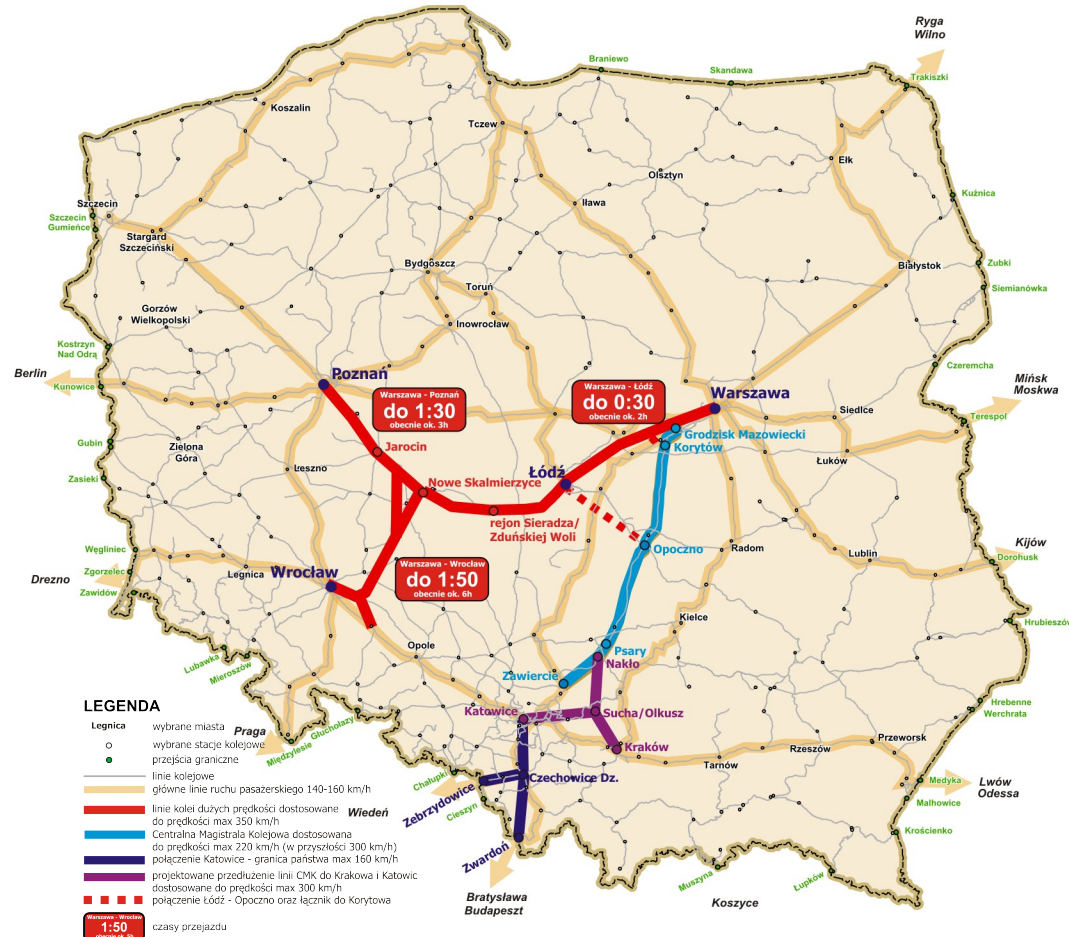 Ryga
Wilno
Braniewo
Skandawa
Trakiszki
Koszalin
Tczew
Ełk
Olsztyn
Kuźnica
Szczecin
Iława
Szczecin
Gumieńce
Stargard
Szczeciński
Bydgoszcz
Białystok
Zubki
Toruń
Siemianówka
Gorzów
Wielkopolski
Inowrocław
Kostrzyn
Nad Odrą
Czeremcha
Berlin
Poznań
Kunowice
Warszawa - Poznań
do 1:30
obecnie ok. 3h
Warszawa - Łódź
do 0:30
obecnie ok. 2h
Warszawa
Mińsk
Moskwa
Siedlce
Terespol
Grodzisk Mazowiecki
Gubin
Zielona
Góra
Jarocin
Korytów
Łuków
Leszno
Łódź
Zasieki
Nowe Skalmierzyce
rejon Sieradza/
Zduńskiej Woli
Węgliniec
Opoczno
Radom
Lublin
Kijów
Dorohusk
Drezno
Zgorzelec
Legnica
Wrocław
Warszawa - Wrocław
do 1:50
obecnie ok. 6h
Zawidów
Kielce
Hrubieszów
Lubawka
Mieroszów
Opole
Psary
Nakło
Zawiercie
Hrebenne
Werchrata
Katowice
Sucha/Olkusz
Praga
Głuchołazy
Międzylesie
Kraków
Tarnów
Rzeszów
Przeworsk
Chałupki
Czechowice Dz.
Medyka
Lwów
Odessa
Zebrzydowice
Cieszyn
Malhowice
Wiedeń
Krościenko
Zwardoń
Muszyna
Łupków
Bratysława
Budapeszt
Koszyce
LEGENDA
Legnica wybrane miasta
wybrane stacje kolejowe
przejścia graniczne
linie kolejowe
główne linie ruchu pasażerskiego 140-160 km/h
linie kolei dużych prędkości dostosowane
do prędkości max 350 km/h
Centralna Magistrala Kolejowa dostosowana
do prędkości max 220 km/h (w przyszłości 300 km/h)
połączenie Katowice - granica państwa max 160 km/h
projektowane przedłużenie linii CMK do Krakowa i Katowic
dostosowane do prędkości max 300 km/h
połączenie Łódź - Opoczno oraz łącznik do Korytowa
Warszawa - Wrocław
1:50
czasy przejazdu